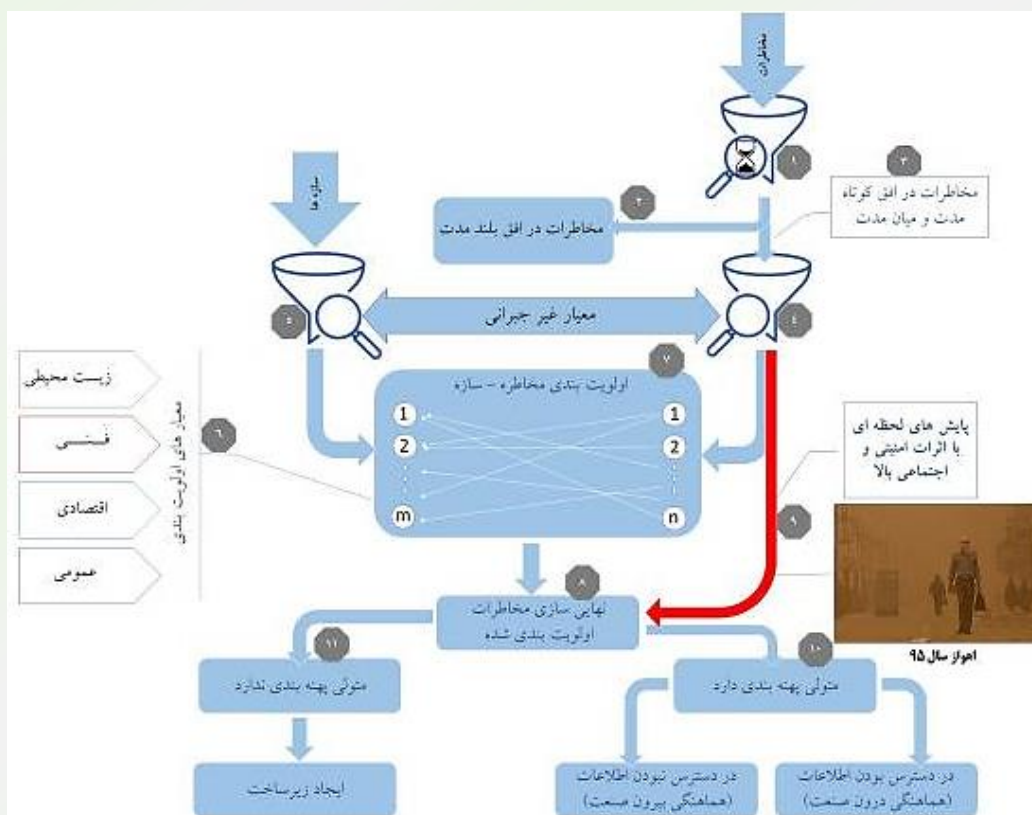 مخاطرات
۱
۳
مخاطرات در افق کوتاه
مدت و میان مدت
سازه ها
۲
مخاطرات در افق بلند مدت
۴
معیار غیر جبرانی
۵
۷
اولویت بندی مخاطره - سازه
1
1
2
2
n
m
۶
معیار های اولویت بندی
زیست محیطی
فـنـی
اقتصادی
عمومی
پایش های لحظه ای
با اثرات امنیتی و
اجتماعی بالا
۹
اهواز سال ۹۵
۸
نهایی سازی مخاطرات
اولویت بندی شده
۱۰
متولی پهنه بندی دارد
۱۱
متولی پهنه بندی ندارد
در دسترس بودن اطلاعات
(هماهنگی درون صنعت)
در دسترس نبودن اطلاعات
(هماهنگی بیرون صنعت)
ایجاد زیرساخت